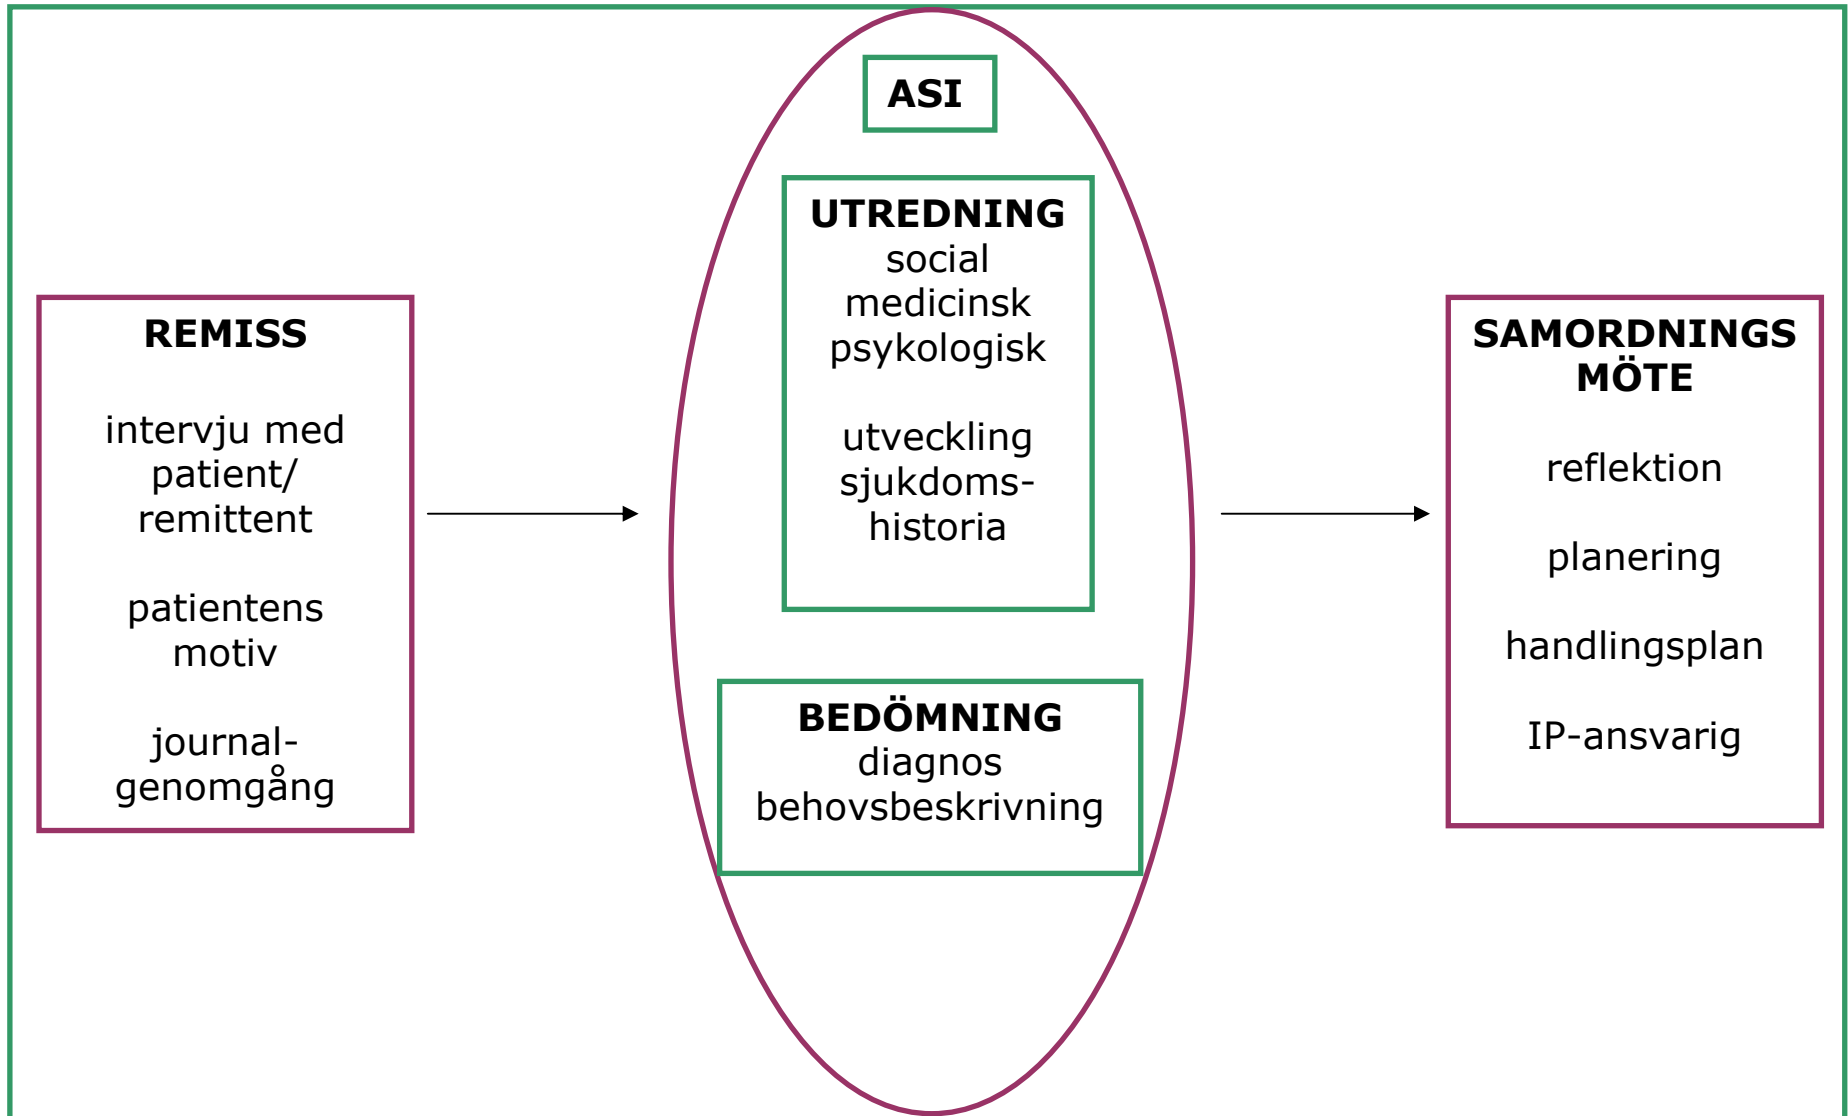 REMISS
intervju med
patient/
remittent
patientens
motiv
journal-
genomgång
ASI
UTREDNING
social
medicinsk
psykologisk
utveckling
sjukdoms-
historia
BEDÖMNING
diagnos
behovsbeskrivning
SAMORDNINGS
MÖTE
reflektion
planering
handlingsplan
IP-ansvarig